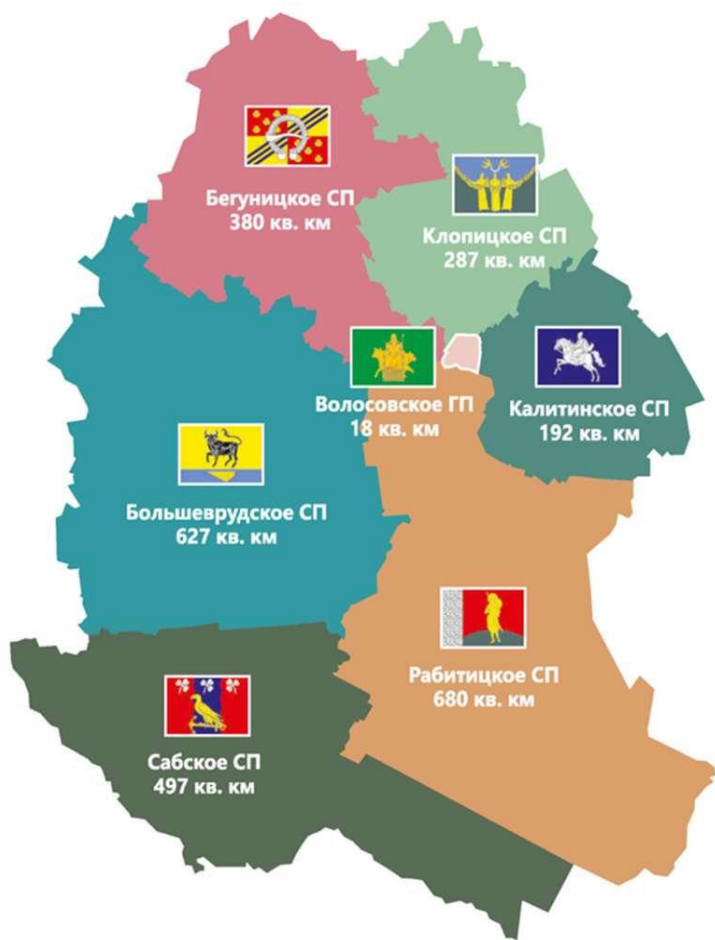 Бегуницкое СП
380 кв. км
Клопицкое СП
287 кв. км
Волосовское ГП
18 кв. км
Калитинское СП
192 кв. км
Большеврудское СП
627 кв. км
Рабитицкое СП
680 кв. км
Сабское СП
497 кв. км